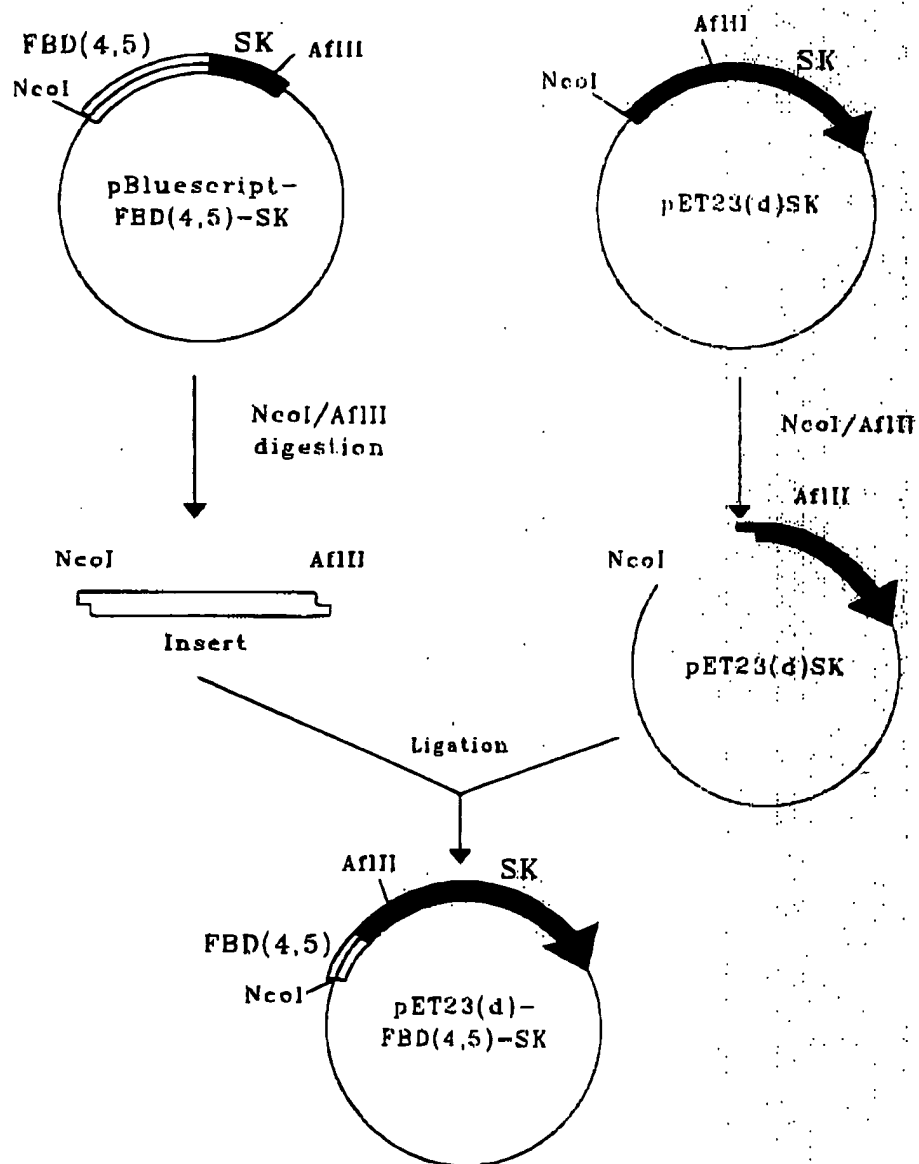 FBD(4,5)
SK
AflII
NcoI
pBluescript-
FBD(4,5)-SK
AflII
SK
NcoI
pET23(d)SK
NcoI/AflII
digestion
NcoI/AflII
NcoI
AflII
Insert
AflII
NcoI
pET23(d)SK
Ligation
AflII
SK
FBD(4,5)
NcoI
pET23(d)-
FBD(4,5)-SK